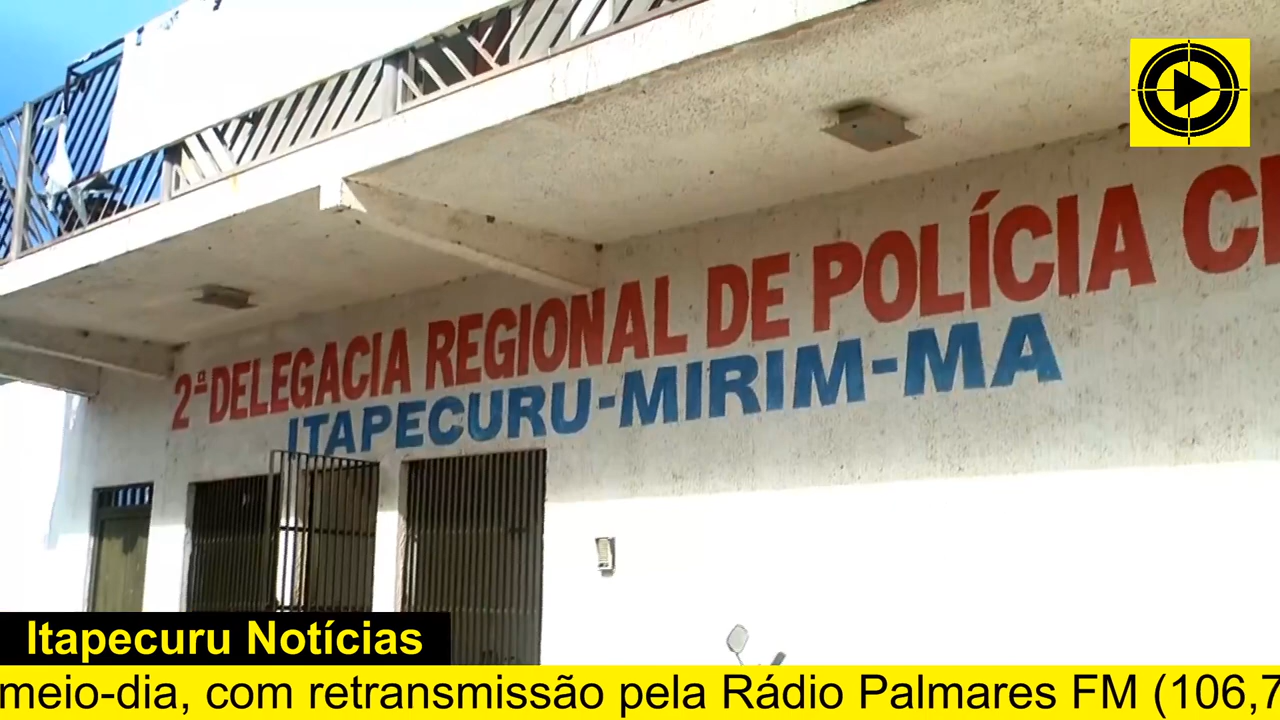 2ª DELEGACIA REGIONAL DE POLÍCIA CI
ITAPECURU-MIRIM-MA
Itapecuru Notícias
meio-dia, com retransmissão pela Rádio Palmares FM (106,7